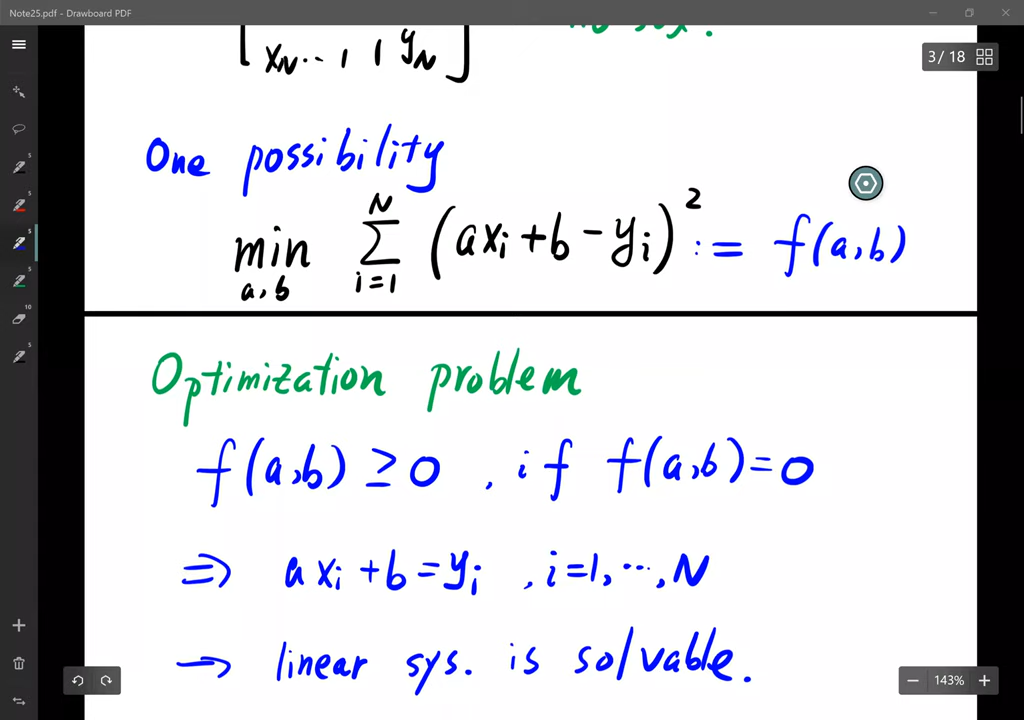 Note25.pdf - Drawboard PDF
3 / 18
x_N ... 1 , y_N
One possibility
min_{a,b} ∑_{i=1}^{N} (ax_i + b - y_i)^2 := f(a,b)
Optimization problem
f(a,b) ≥ 0 , if f(a,b) = 0
⇒ ax_i + b = y_i , i=1, ..., N
→ linear sys. is solvable.
143%